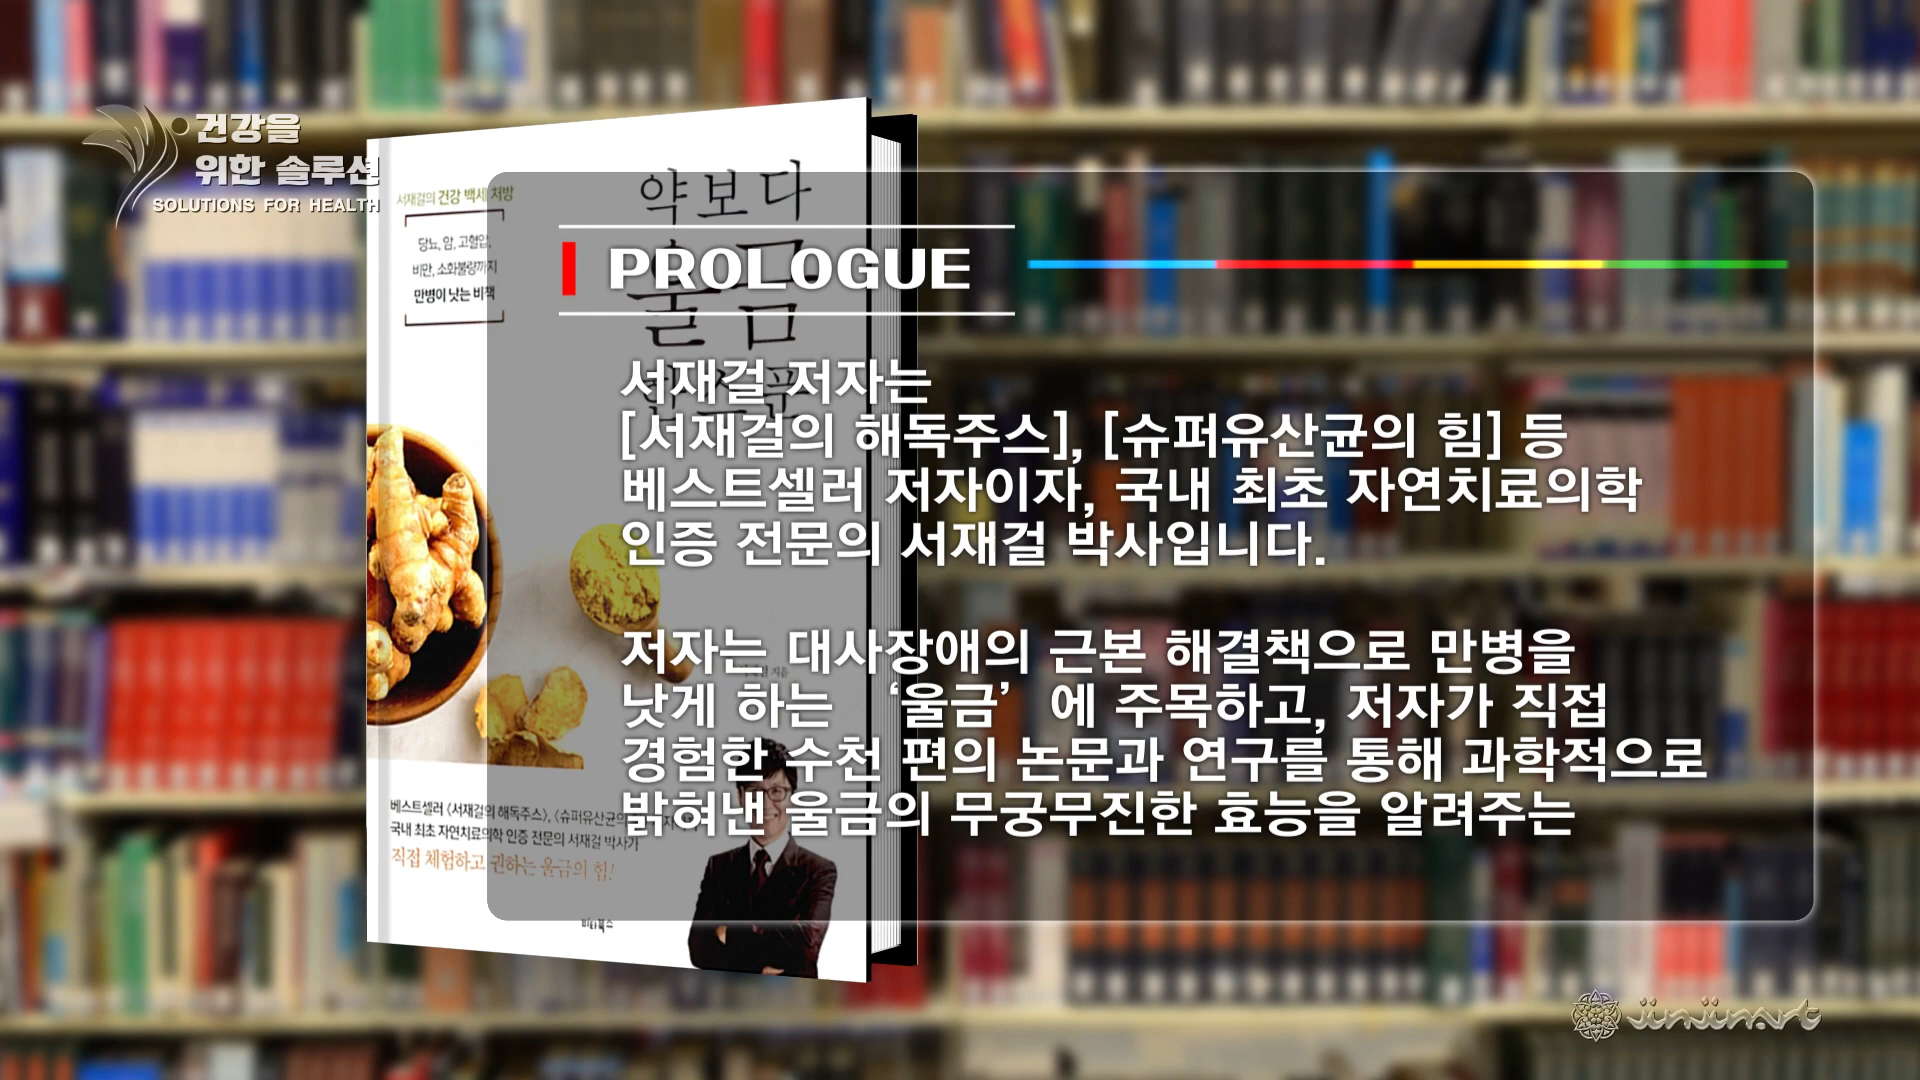 건강을
위한 솔루션
SOLUTIONS FOR HEALTH
서재걸의 건강 백세 처방
당뇨, 암, 고혈압,
비만, 소화불량까지
만병이 낫는 비책
약보다
울금
PROLOGUE
서재걸 저자는
[서재걸의 해독주스], [슈퍼유산균의 힘] 등
베스트셀러 저자이자, 국내 최초 자연치료의학
인증 전문의 서재걸 박사입니다.
저자는 대사장애의 근본 해결책으로 만병을
낫게 하는 ‘울금’ 에 주목하고, 저자가 직접
경험한 수천 편의 논문과 연구를 통해 과학적으로
밝혀낸 울금의 무궁무진한 효능을 알려주는
지음
베스트셀러 〈서재걸의 해독주스〉, 〈슈퍼유산균의
국내 최초 자연치료의학 인증 전문의 서재걸 박사가
직접 체험하고 권하는 울금의 힘!
비타북스
jinjinart